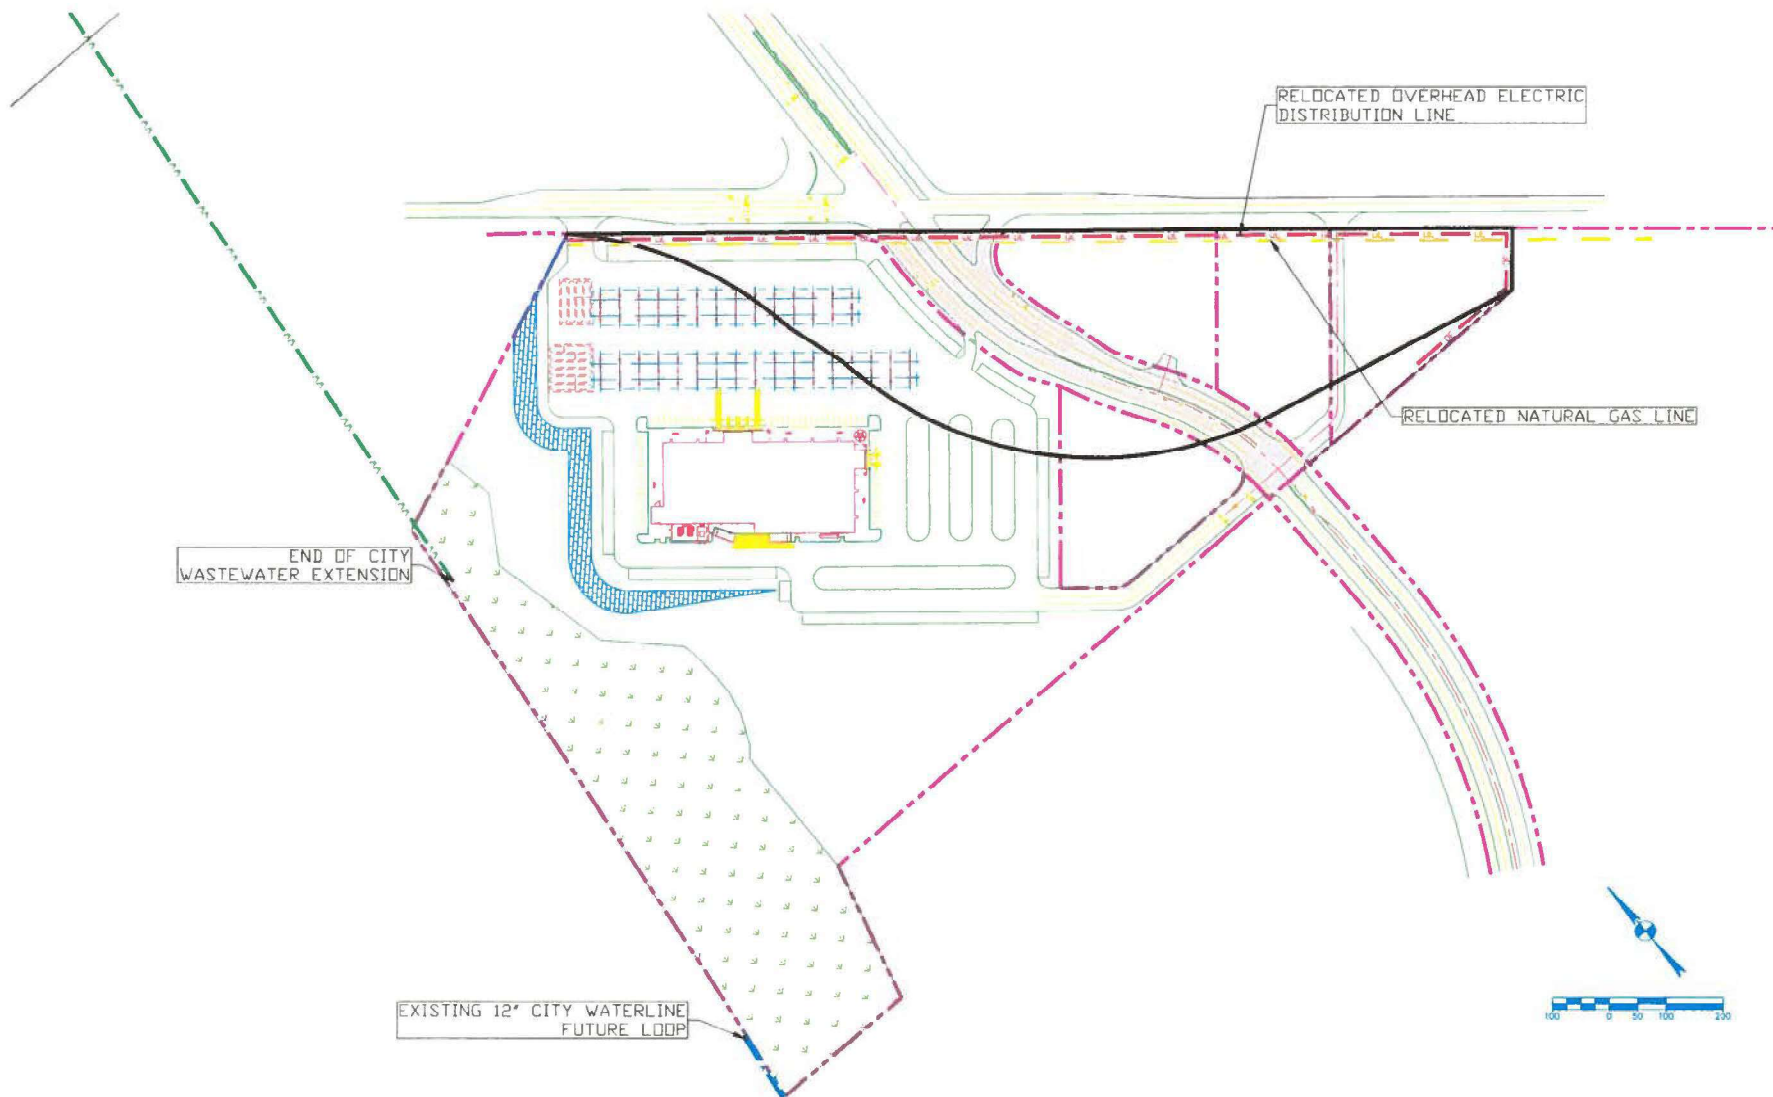 RELOCATED OVERHEAD ELECTRIC
DISTRIBUTION LINE
RELOCATED NATURAL GAS LINE
END OF CITY
WASTEWATER EXTENSION
EXISTING 12" CITY WATERLINE
FUTURE LOOP
100 0 50 100 200